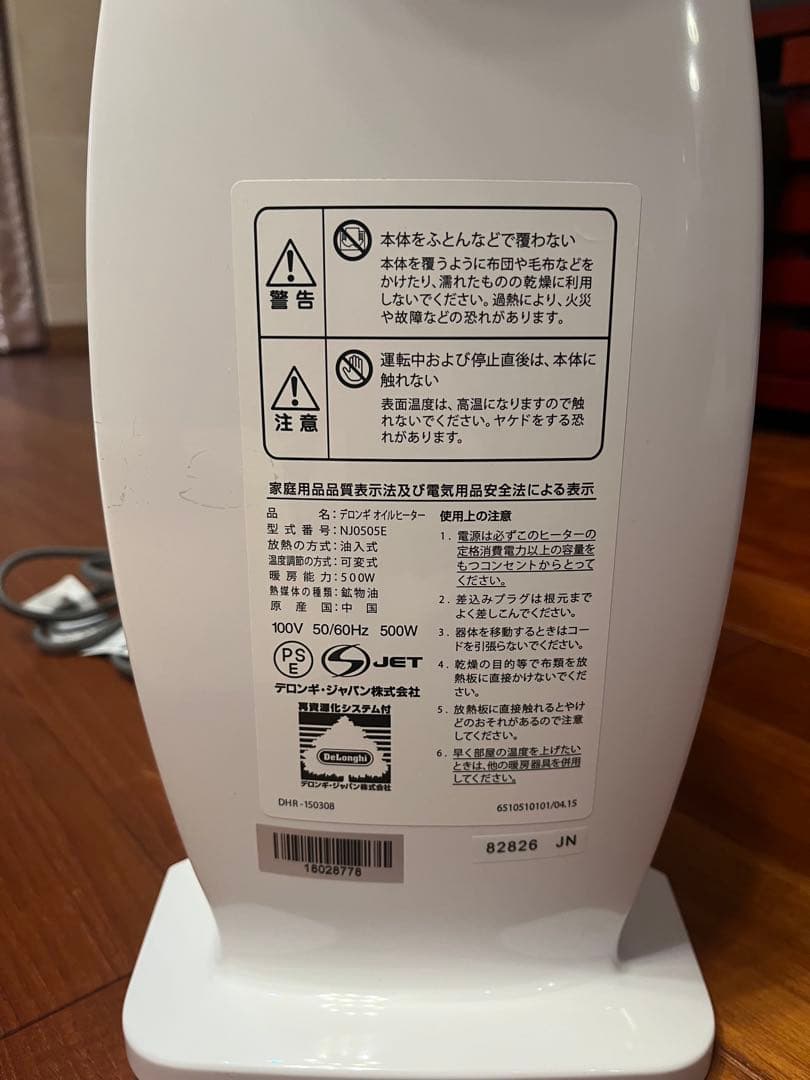 警告
本体をふとんなどで覆わない
本体を覆うように布団や毛布などを
かけたり、濡れたものの乾燥に利用
しないでください。過熱により、火災
や故障などの恐れがあります。
注意
運転中および停止直後は、本体に
触れない
表面温度は、高温になりますので触
れないでください。ヤケドをする恐
れがあります。
家庭用品品質表示法及び電気用品安全法による表示
品名:デロンギ オイルヒーター
型式番号:NJ0505E
放熱の方式:油入式
温度調節の方式:可変式
暖房能力:500W
熱媒体の種類:鉱物油
原産国:中国
100V 50/60Hz 500W
PS
E
JET
デロンギ・ジャパン株式会社
再資源化システム付
DeLonghi
デロンギ・ジャパン株式会社
DHR-150308
使用上の注意
1. 電源は必ずこのヒーターの
定格消費電力以上の容量を
もつコンセントからとって
ください。
2. 差込みプラグは根元まで
よく差しこんでください。
3. 器体を移動するときはコー
ドを引張らないでください。
4. 乾燥の目的等で布類を放
熱板に直接かけないでくだ
さい。
5. 放熱板に直接触れるとやけ
どのおそれがあるので注意
してください。
6. 早く部屋の温度を上げたい
ときは、他の暖房器具を併用
してください。
6510510101/04.15
16028778
82826 JN